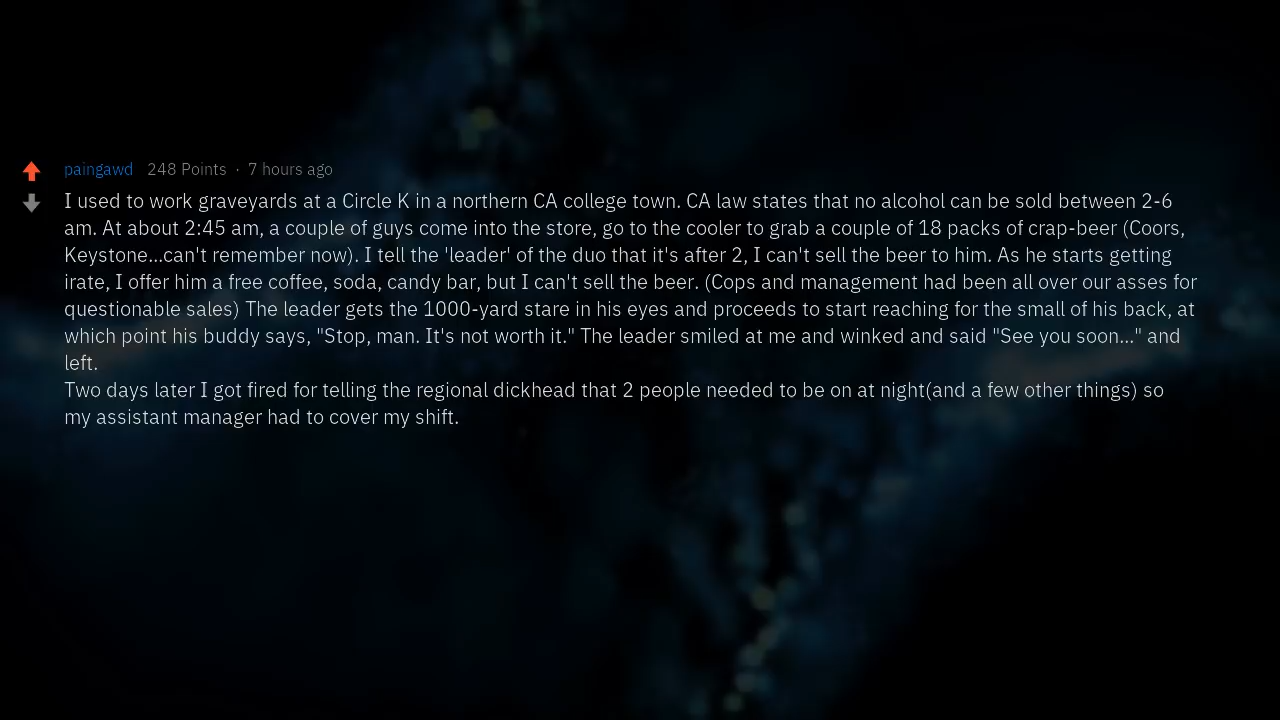 paingawd 248 Points · 7 hours ago
I used to work graveyards at a Circle K in a northern CA college town. CA law states that no alcohol can be sold between 2-6
am. At about 2:45 am, a couple of guys come into the store, go to the cooler to grab a couple of 18 packs of crap-beer (Coors,
Keystone...can't remember now). I tell the 'leader' of the duo that it's after 2, I can't sell the beer to him. As he starts getting
irate, I offer him a free coffee, soda, candy bar, but I can't sell the beer. (Cops and management had been all over our asses for
questionable sales) The leader gets the 1000-yard stare in his eyes and proceeds to start reaching for the small of his back, at
which point his buddy says, "Stop, man. It's not worth it." The leader smiled at me and winked and said "See you soon..." and
left.
Two days later I got fired for telling the regional dickhead that 2 people needed to be on at night(and a few other things) so
my assistant manager had to cover my shift.